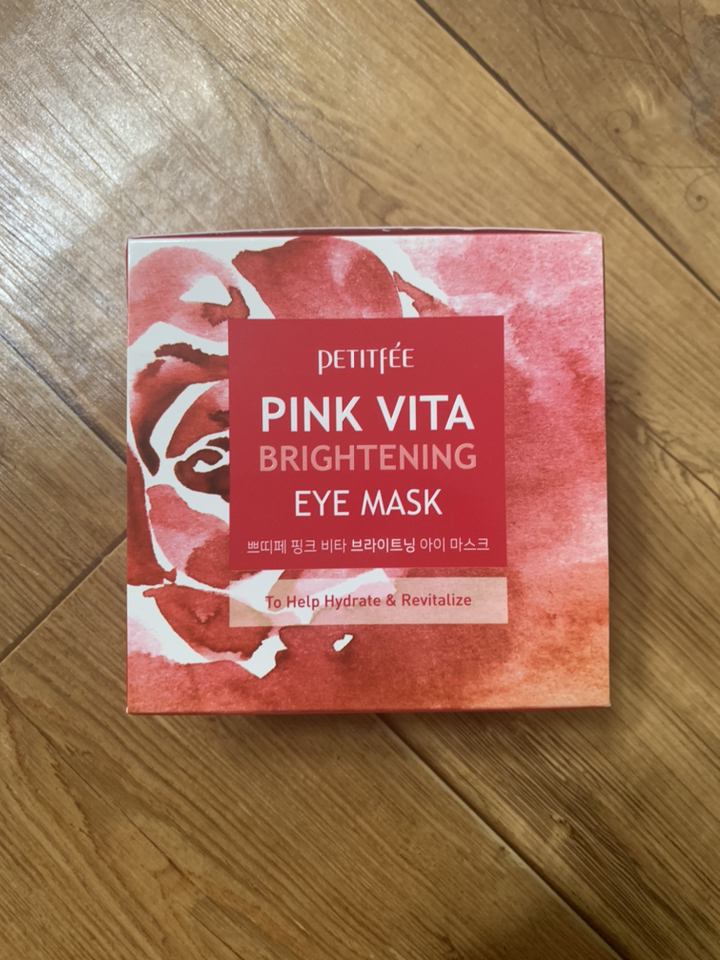 PETITFÉE
PINK VITA
BRIGHTENING
EYE MASK
쁘띠페 핑크 비타 브라이트닝 아이 마스크
To Help Hydrate & Revitalize